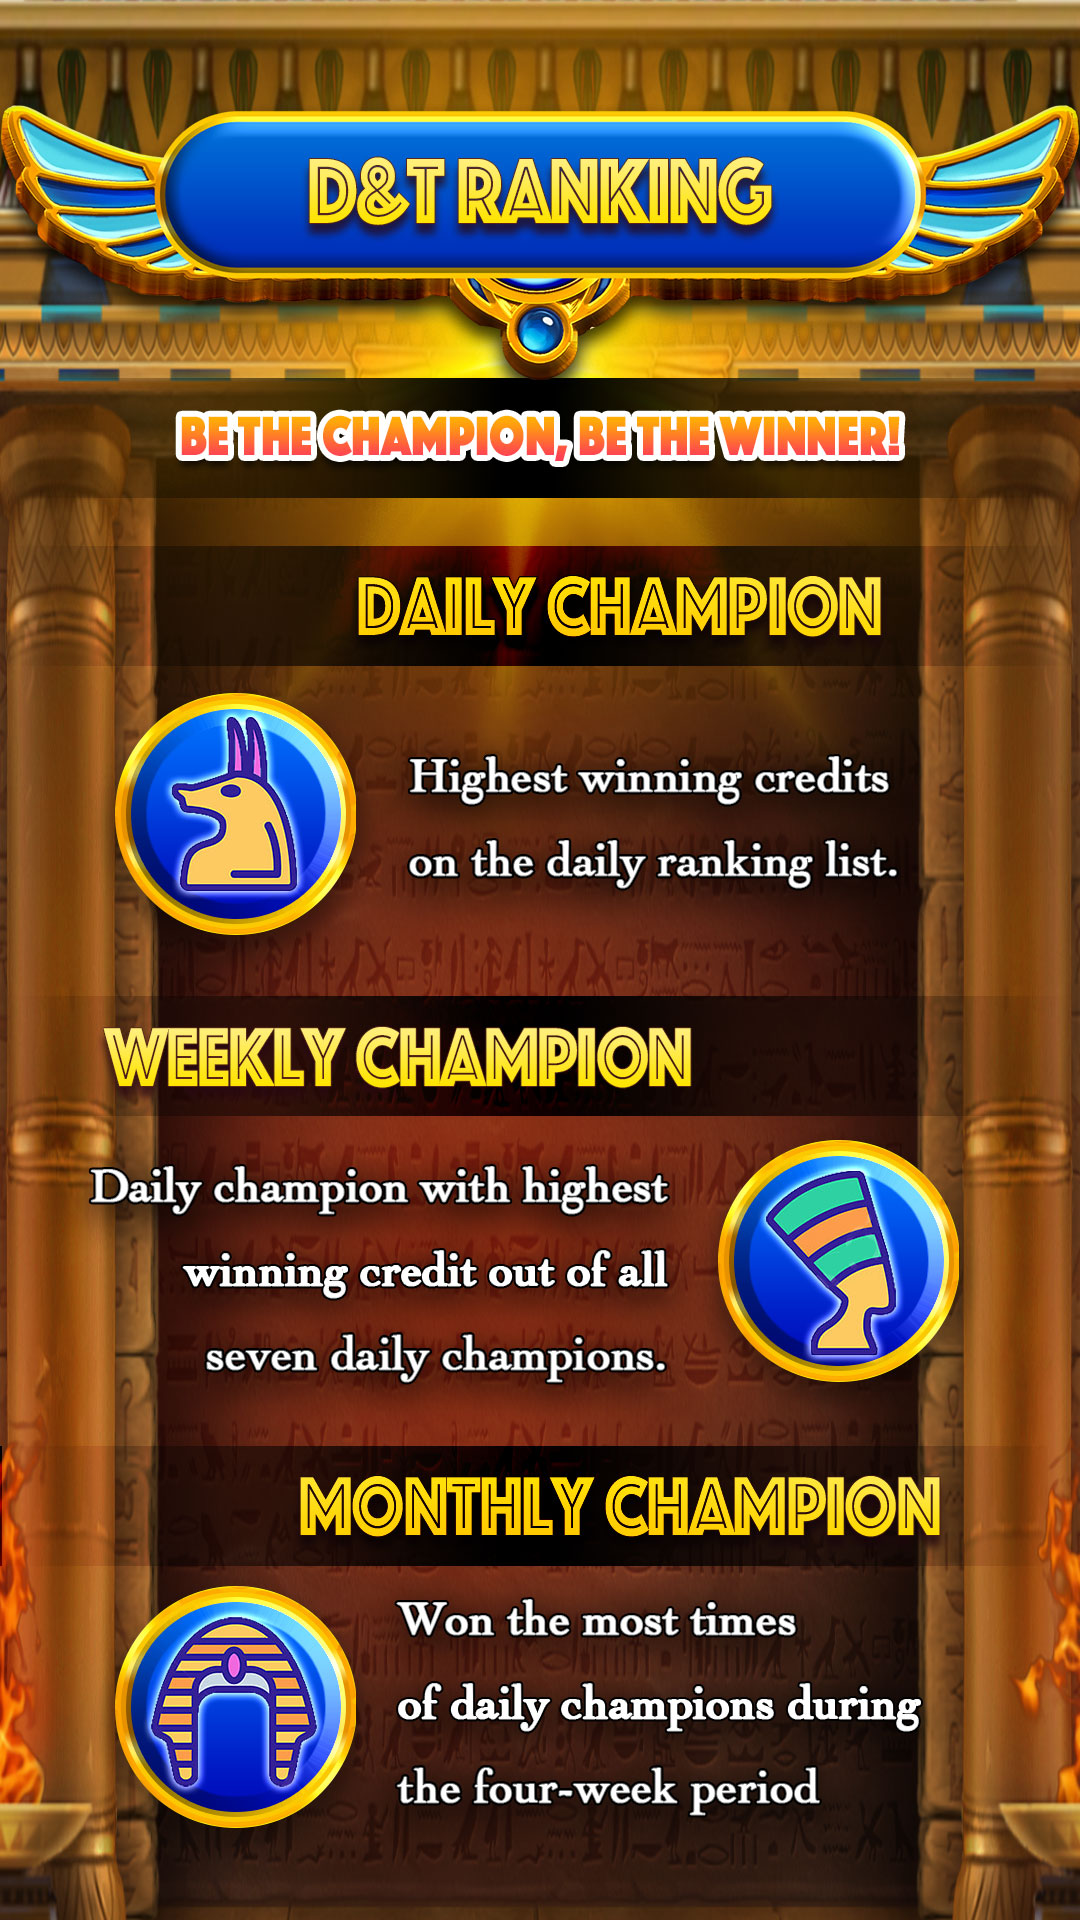 D&T RANKING
BE THE CHAMPION, BE THE WINNER!
DAILY CHAMPION
Highest winning credits
on the daily ranking list.
WEEKLY CHAMPION
Daily champion with highest
winning credit out of all
seven daily champions.
MONTHLY CHAMPION
Won the most times
of daily champions during
the four-week period